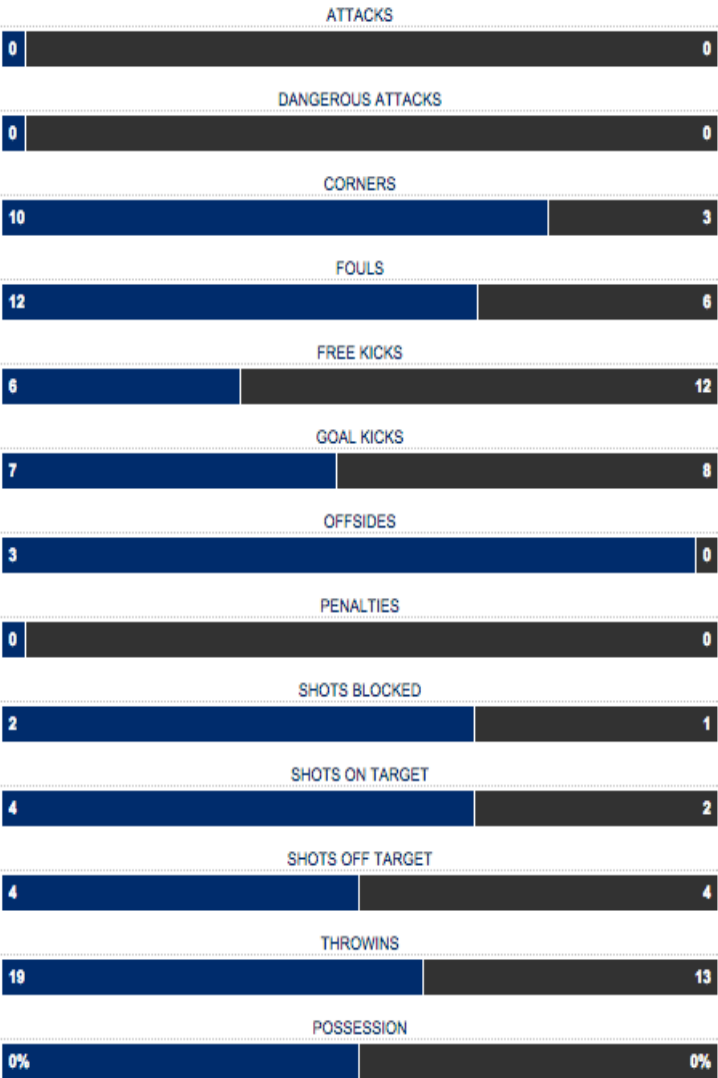 ATTACKS
0 0
DANGEROUS ATTACKS
0 0
CORNERS
10 3
FOULS
12 6
FREE KICKS
6 12
GOAL KICKS
7 8
OFFSIDES
3 0
PENALTIES
0 0
SHOTS BLOCKED
2 1
SHOTS ON TARGET
4 2
SHOTS OFF TARGET
4 4
THROWINS
19 13
POSSESSION
0% 0%